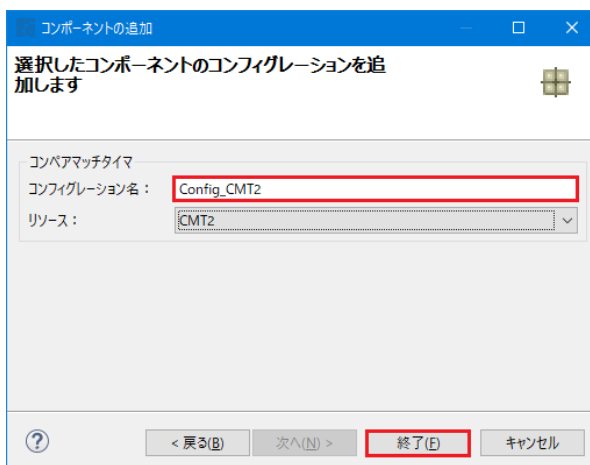 コンポーネントの追加
選択したコンポーネントのコンフィグレーションを追
加します
コンペアマッチタイマ
コンフィグレーション名：
Config_CMT2
リソース：
CMT2
< 戻る(B)
次へ(N) >
終了(F)
キャンセル